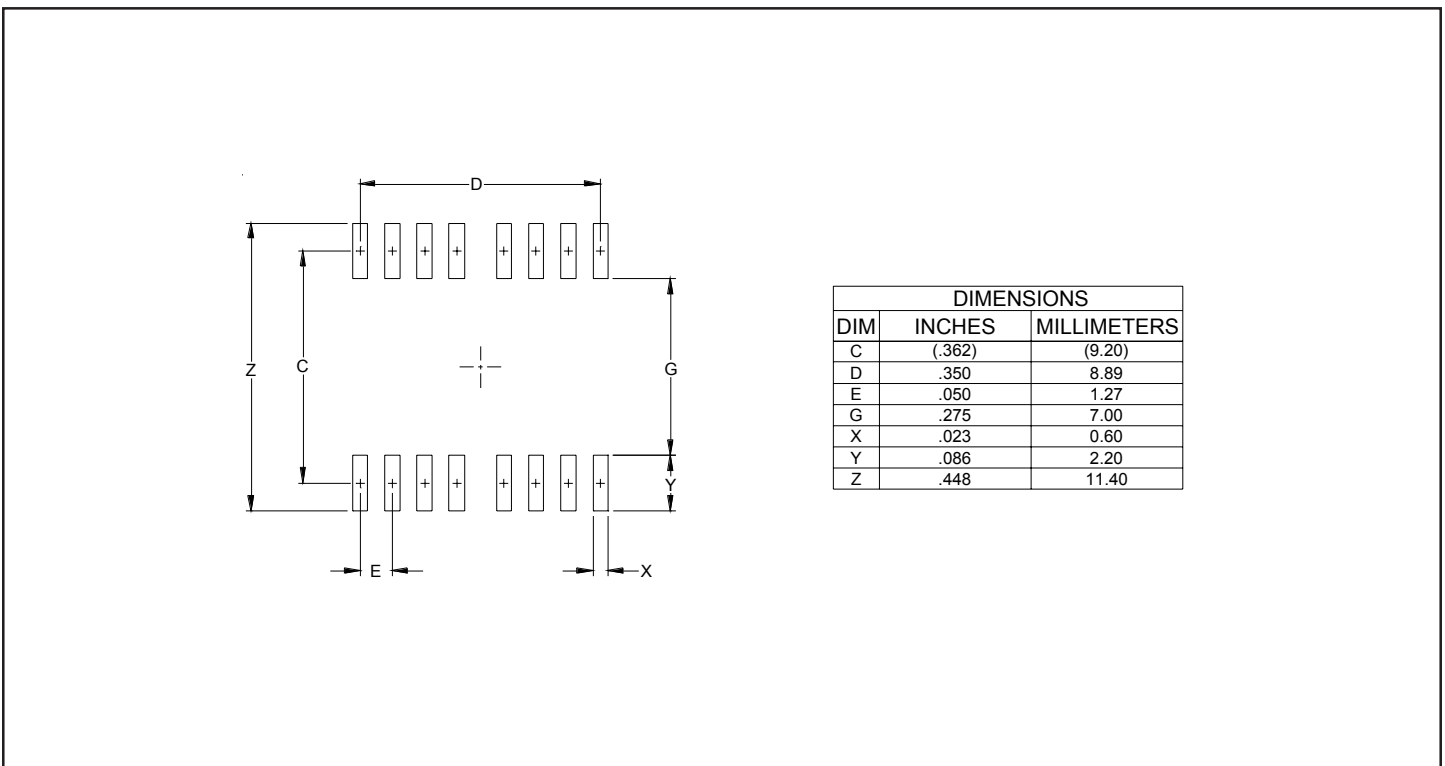 D
Z
C
G
Y
E
X
DIMENSIONS
DIM INCHES MILLIMETERS
C (.362) (9.20)
D .350 8.89
E .050 1.27
G .275 7.00
X .023 0.60
Y .086 2.20
Z .448 11.40